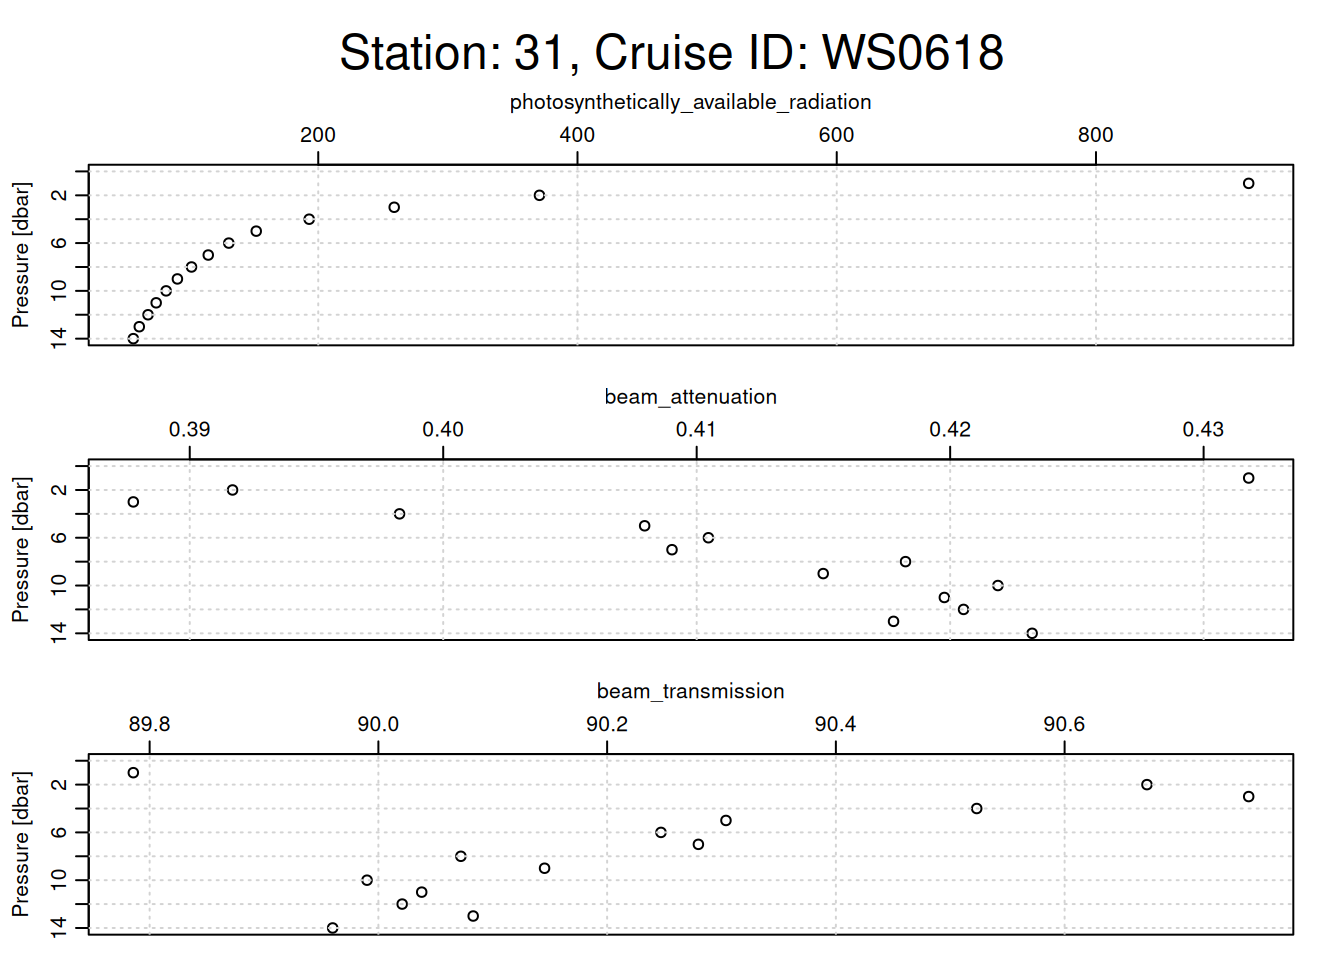 Station: 31, Cruise ID: WS0618
photosynthetically_available_radiation
200 400 600 800
Pressure [dbar]
2
6
10
14
beam_attenuation
0.39 0.40 0.41 0.42 0.43
Pressure [dbar]
2
6
10
14
beam_transmission
89.8 90.0 90.2 90.4 90.6
Pressure [dbar]
2
6
10
14